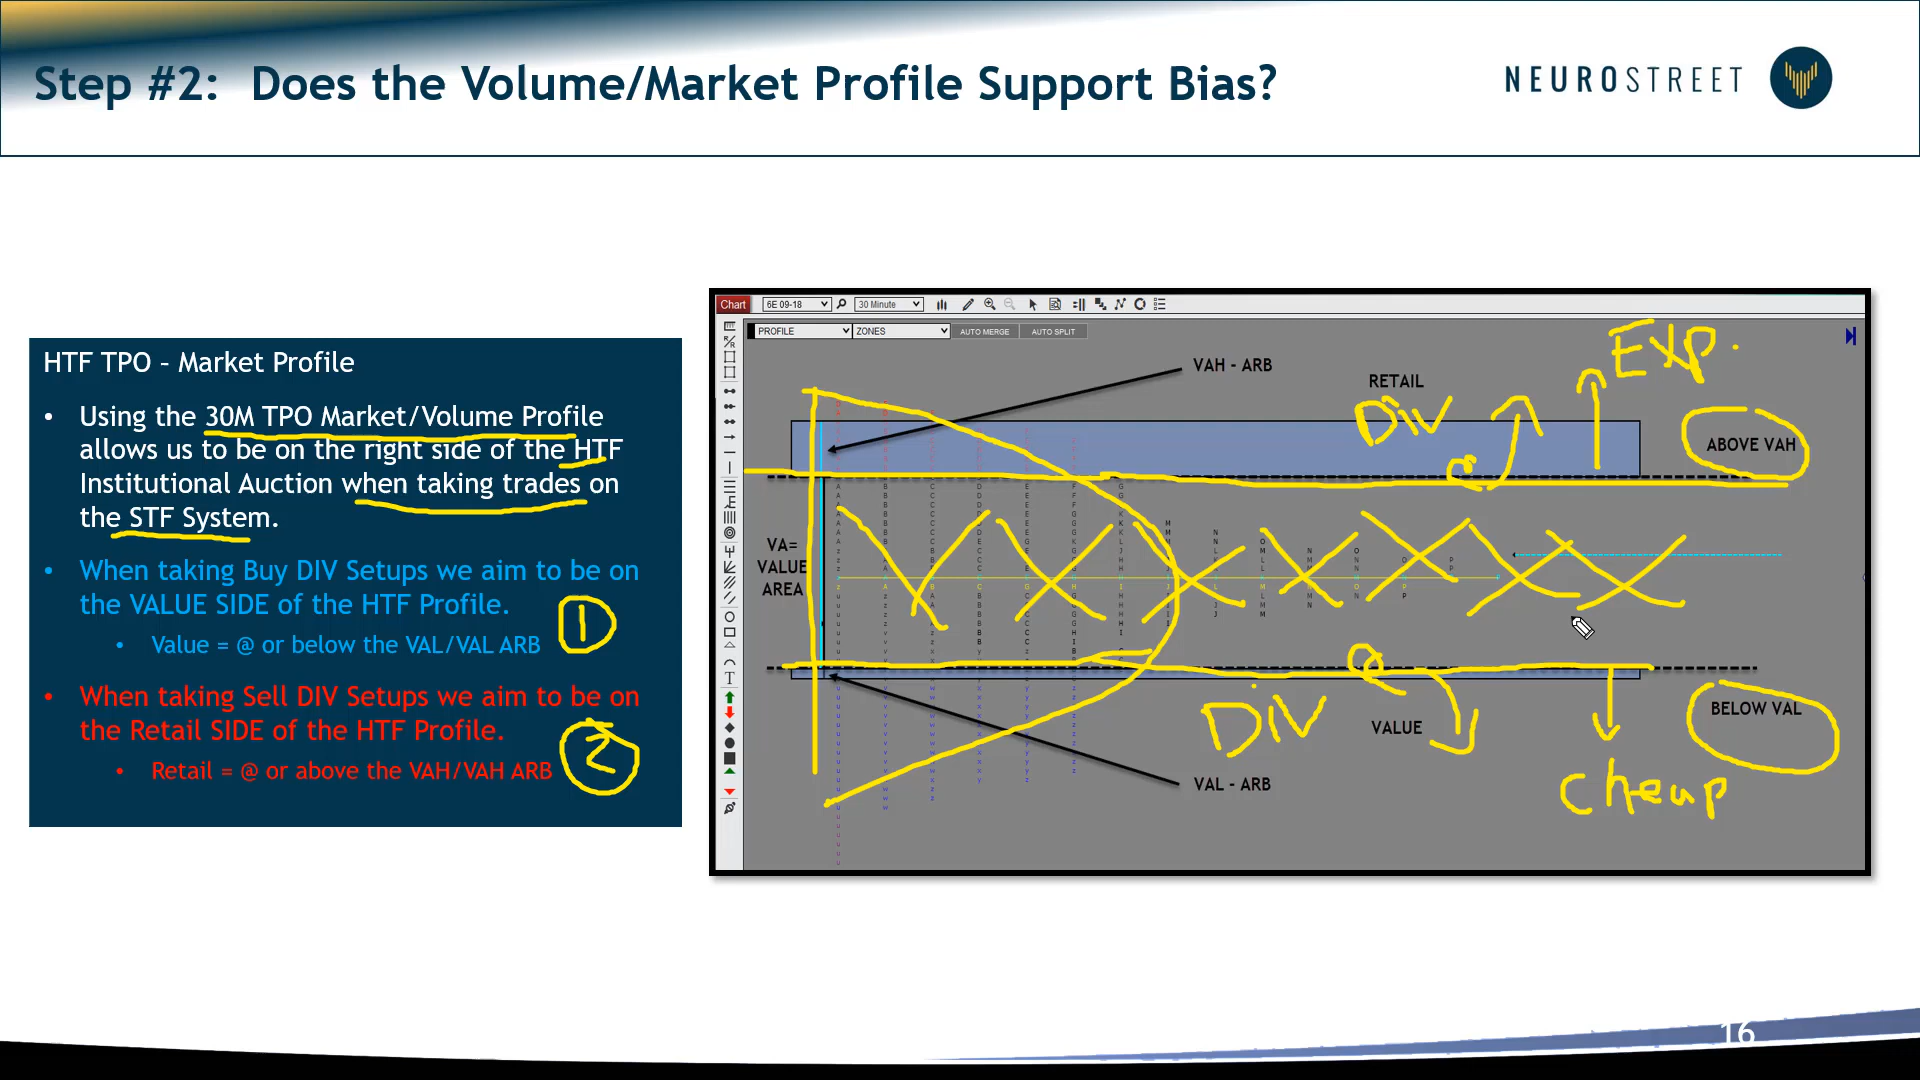 Step #2: Does the Volume/Market Profile Support Bias?
NEUROSTREET
HTF TPO – Market Profile
• Using the 30M TPO Market/Volume Profile
allows us to be on the right side of the HTF
Institutional Auction when taking trades on
the STF System.
• When taking Buy DIV Setups we aim to be on
the VALUE SIDE of the HTF Profile.
• Value = @ or below the VAL/VAL ARB
1
• When taking Sell DIV Setups we aim to be on
the Retail SIDE of the HTF Profile.
• Retail = @ or above the VAH/VAH ARB
2
Chart 6E 09-18 30 Minute
PROFILE ZONES AUTO MERGE AUTO SPLIT
VAH - ARB
RETAIL
Div
Exp.
ABOVE VAH
VA=
VALUE
AREA
BELOW VAL
Div
VALUE
VAL - ARB
Cheap
16